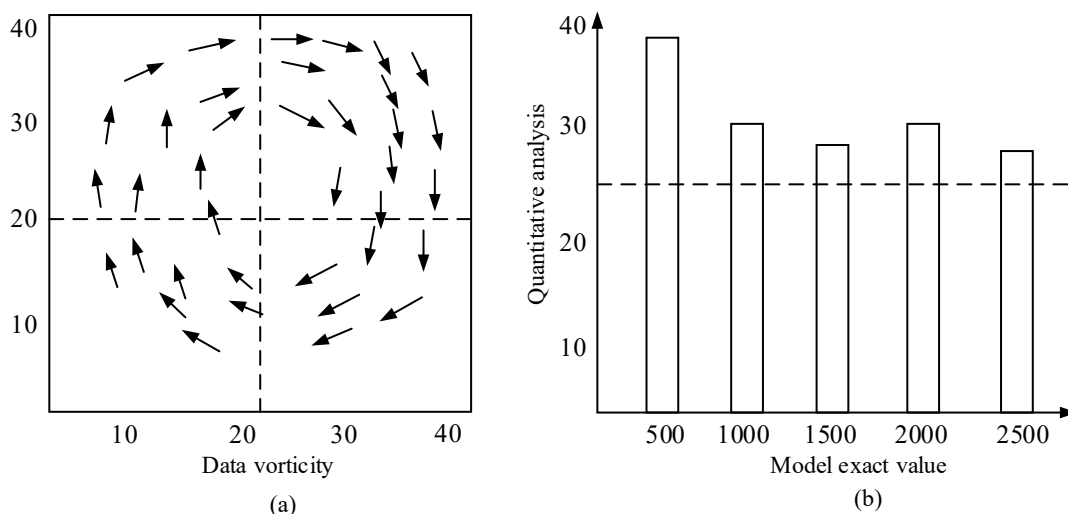 40
30
20
10
10 20 30 40
Data vorticity
(a)
Quantitative analysis
40
30
20
10
500 1000 1500 2000 2500
Model exact value
(b)